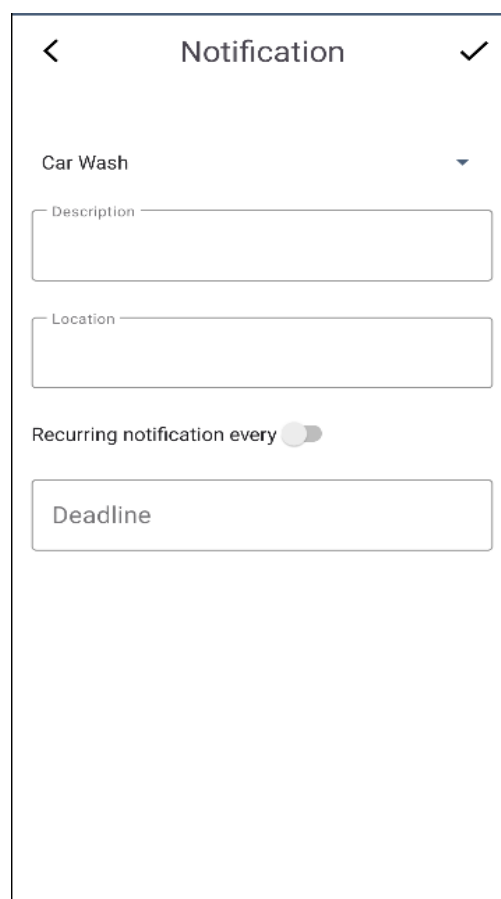 Notification
Car Wash
Description
Location
Recurring notification every
Deadline